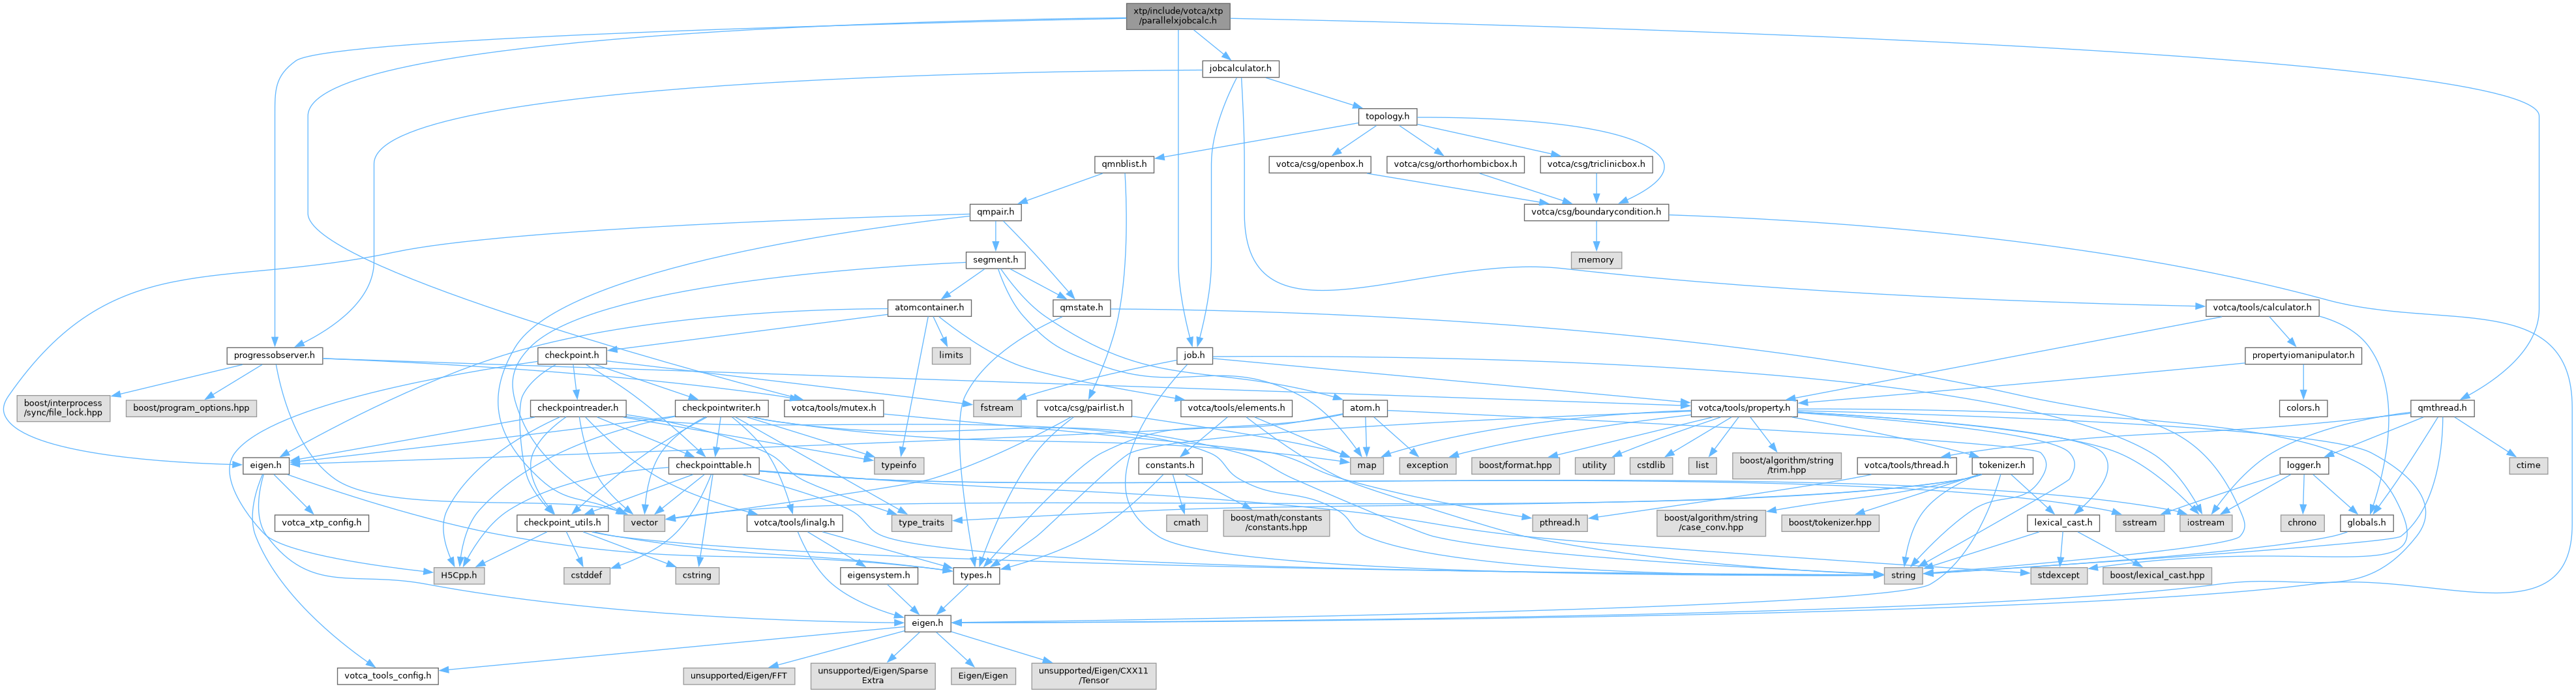 xtp/include/votca/xtp
/parallelxjobcalc.h
jobcalculator.h
topology.h
qmnblist.h
votca/csg/openbox.h
votca/csg/orthorhombicbox.h
votca/csg/triclinicbox.h
qmpair.h
votca/csg/boundarycondition.h
segment.h
memory
atomcontainer.h
qmstate.h
votca/tools/calculator.h
progressobserver.h
checkpoint.h
limits
job.h
propertyiomanipulator.h
boost/interprocess
/sync/file_lock.hpp
boost/program_options.hpp
checkpointreader.h
checkpointwriter.h
votca/tools/mutex.h
fstream
votca/csg/pairlist.h
votca/tools/elements.h
atom.h
votca/tools/property.h
colors.h
qmthread.h
eigen.h
checkpointtable.h
typeinfo
constants.h
map
exception
boost/format.hpp
utility
cstdlib
list
boost/algorithm/string
/trim.hpp
votca/tools/thread.h
tokenizer.h
logger.h
ctime
votca_xtp_config.h
checkpoint_utils.h
vector
votca/tools/linalg.h
type_traits
cmath
boost/math/constants
/constants.hpp
pthread.h
boost/algorithm/string
/case_conv.hpp
boost/tokenizer.hpp
lexical_cast.h
sstream
iostream
chrono
globals.h
H5Cpp.h
cstddef
cstring
eigensystem.h
types.h
string
stdexcept
boost/lexical_cast.hpp
eigen.h
votca_tools_config.h
unsupported/Eigen/FFT
unsupported/Eigen/Sparse
Extra
Eigen/Eigen
unsupported/Eigen/CXX11
/Tensor